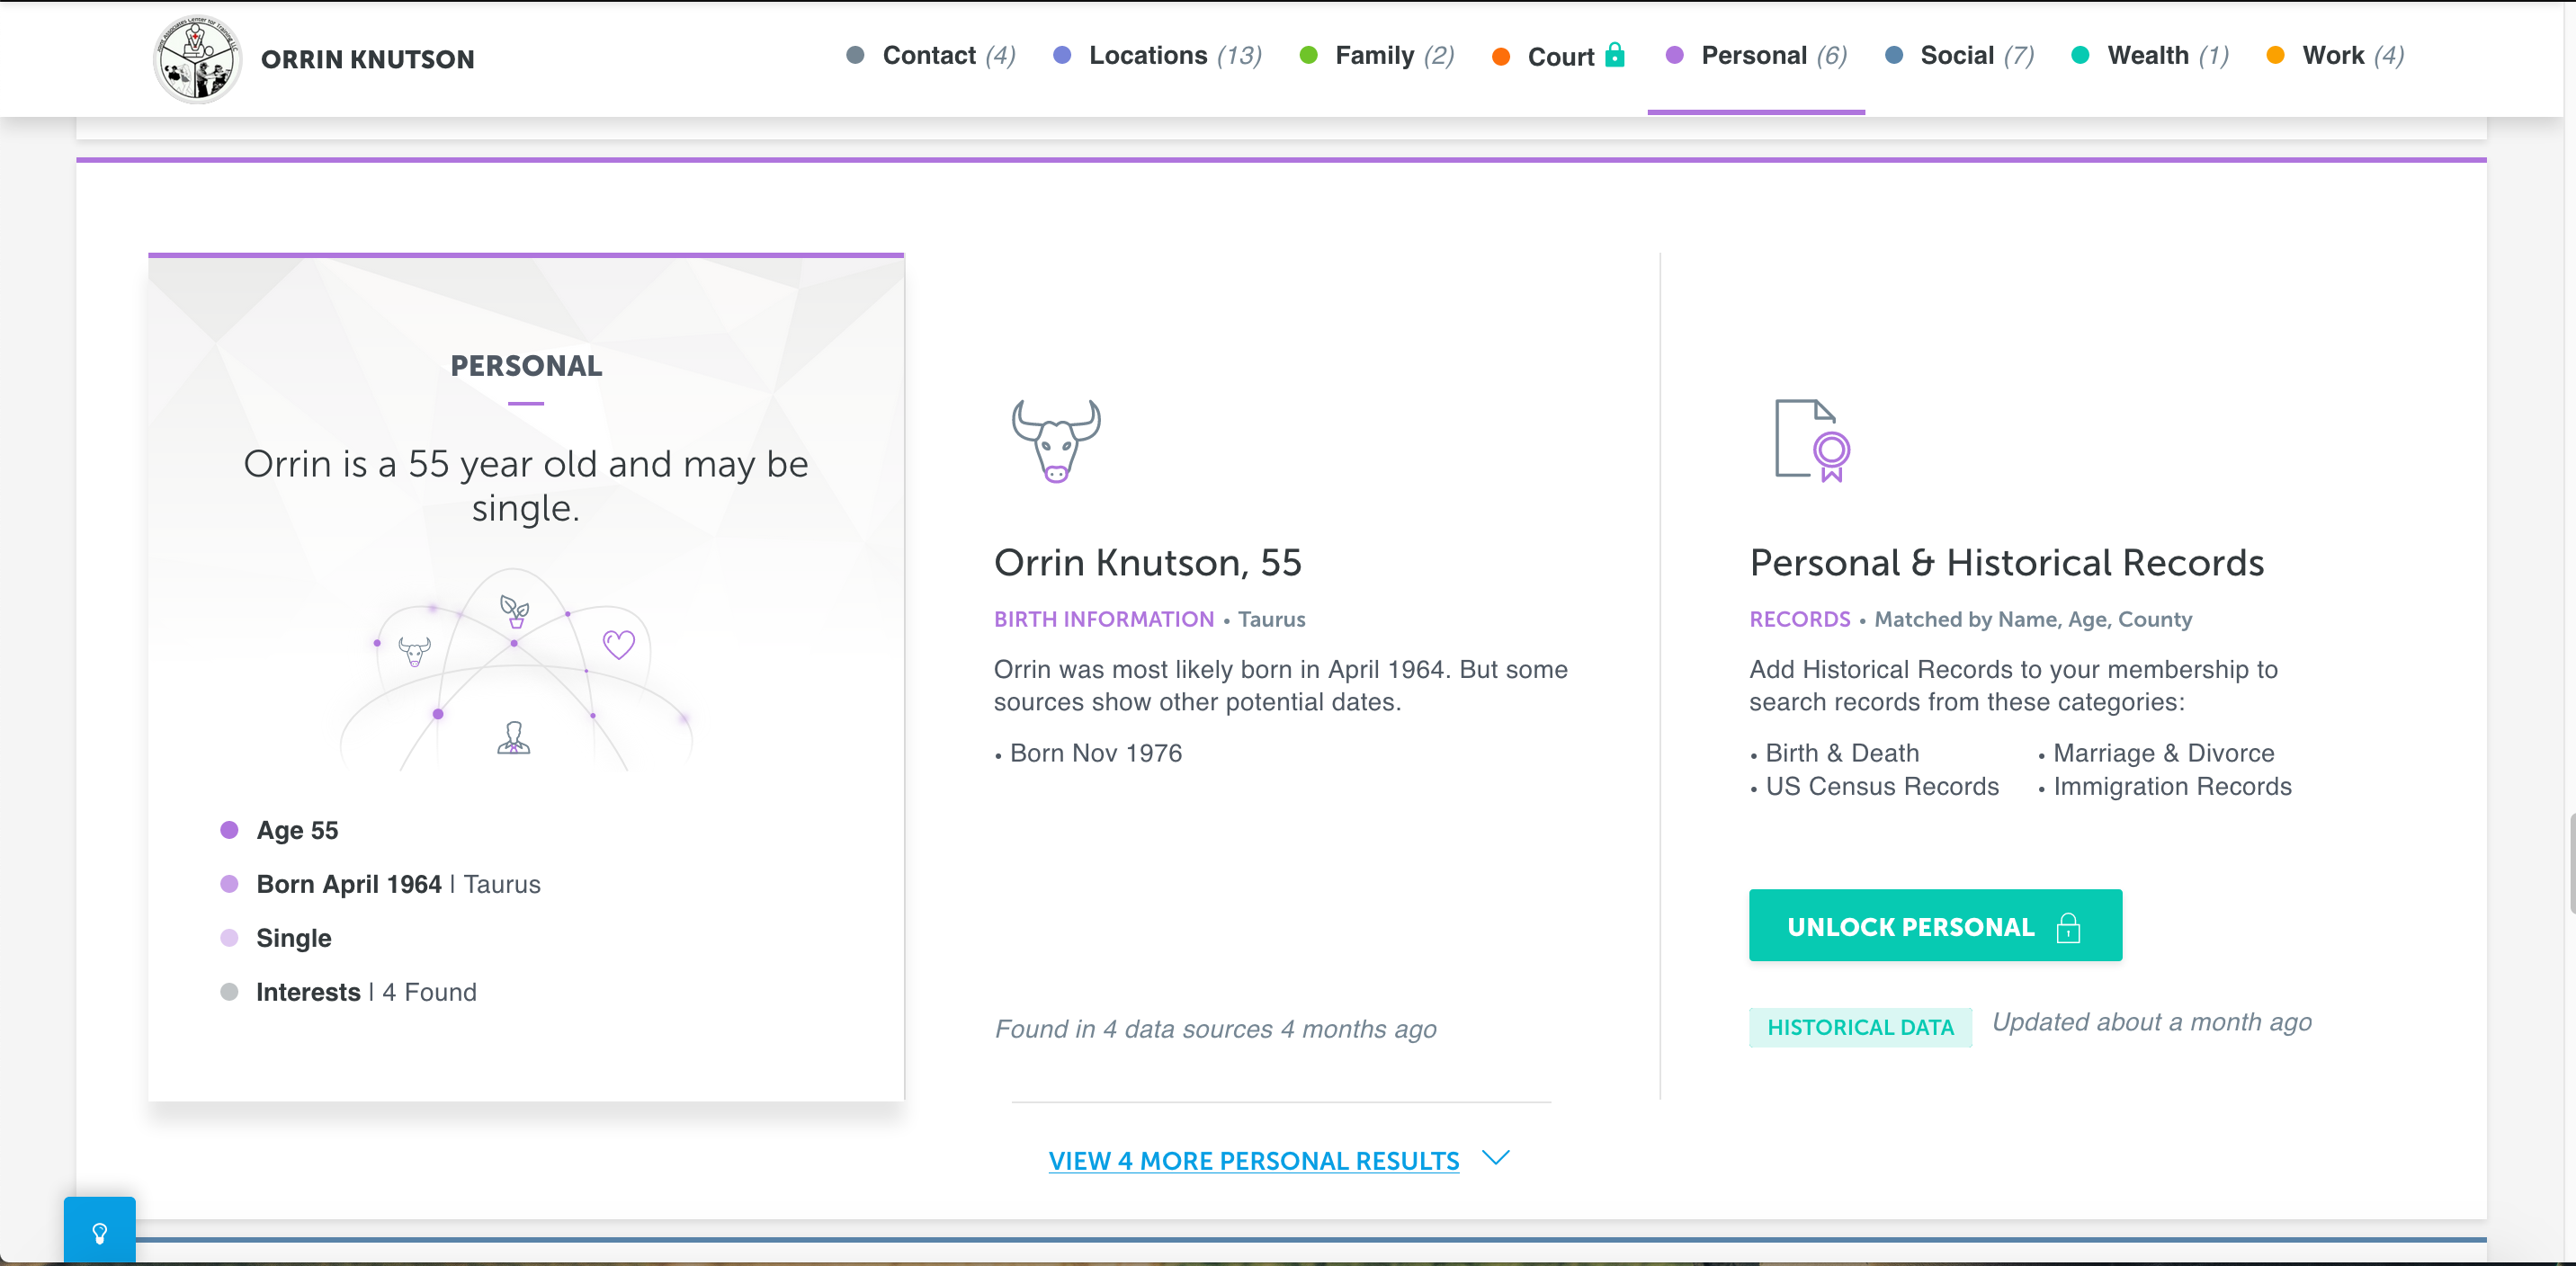 ORRIN KNUTSON
Contact (4)
Locations (13)
Family (2)
Court
Personal (6)
Social (7)
Wealth (1)
Work (4)
PERSONAL
Orrin is a 55 year old and may be
single.
Age 55
Born April 1964 | Taurus
Single
Interests | 4 Found
Orrin Knutson, 55
BIRTH INFORMATION • Taurus
Orrin was most likely born in April 1964. But some
sources show other potential dates.
• Born Nov 1976
Found in 4 data sources 4 months ago
Personal & Historical Records
RECORDS • Matched by Name, Age, County
Add Historical Records to your membership to
search records from these categories:
• Birth & Death
• Marriage & Divorce
• US Census Records
• Immigration Records
UNLOCK PERSONAL
HISTORICAL DATA Updated about a month ago
VIEW 4 MORE PERSONAL RESULTS